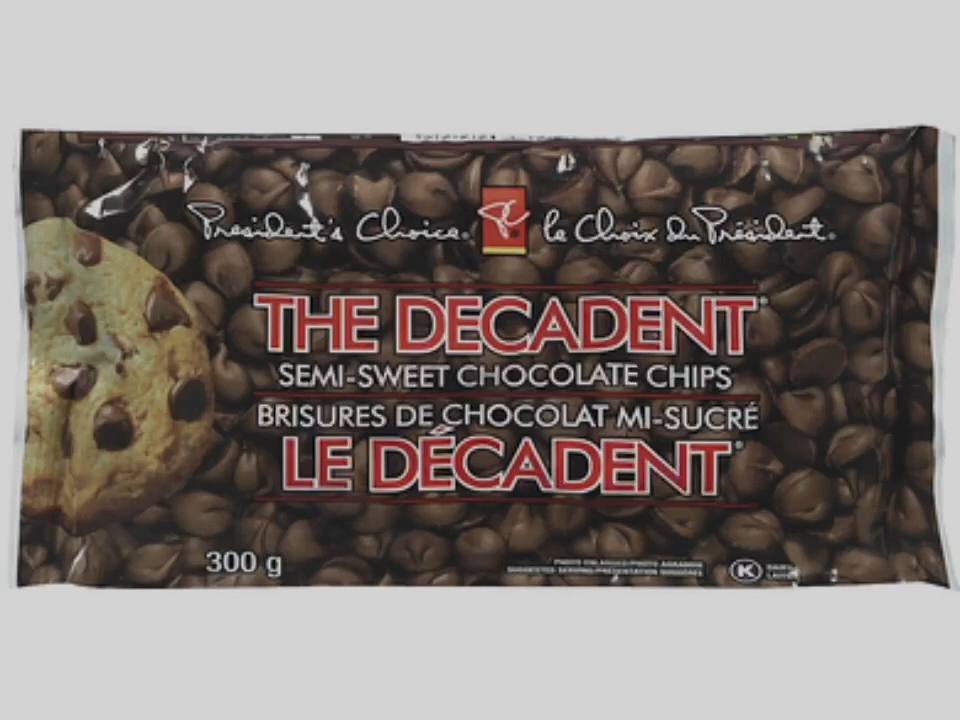 President's Choice® le Choix du Président®
THE DECADENT®
SEMI-SWEET CHOCOLATE CHIPS
BRISURES DE CHOCOLAT MI-SUCRÉ
LE DÉCADENT®
300 g
K